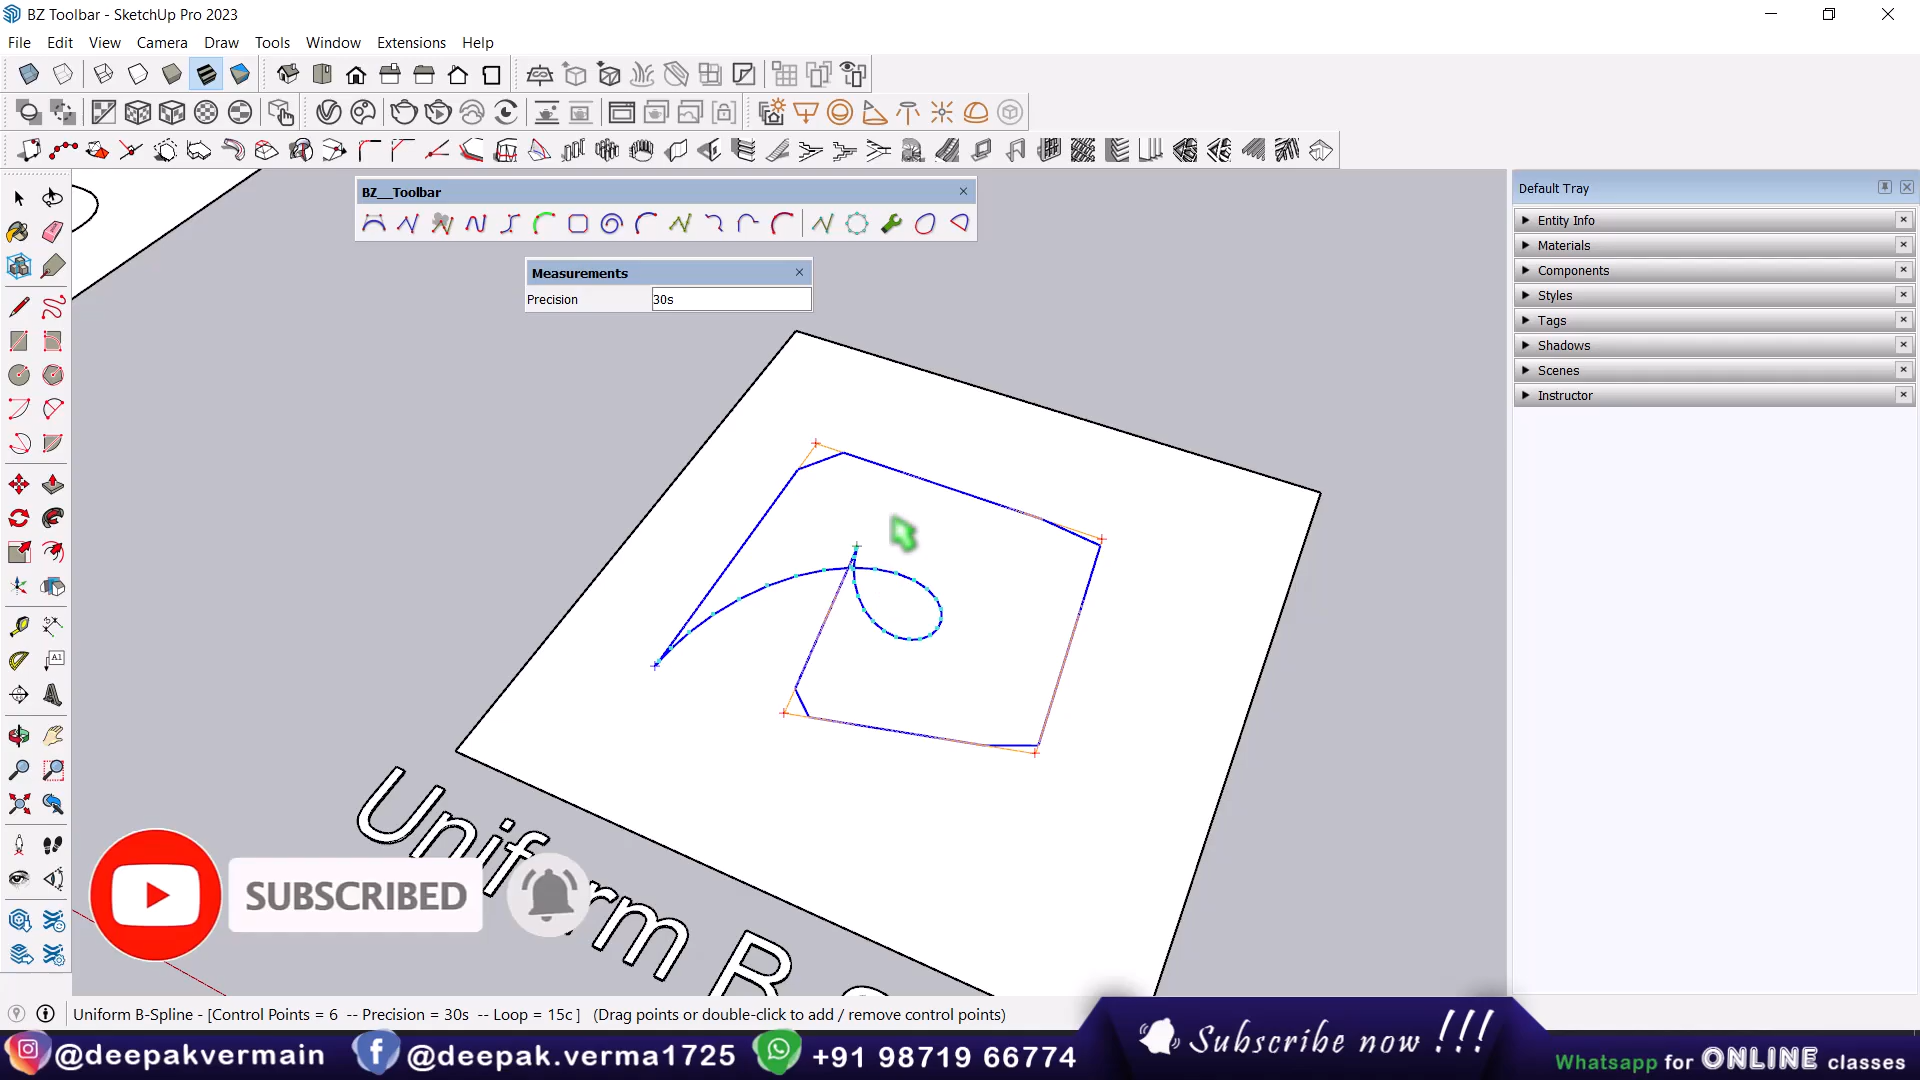 BZ Toolbar - SketchUp Pro 2023
File Edit View Camera Draw Tools Window Extensions Help
BZ__Toolbar
Measurements
Precision 30s
Default Tray
Entity Info
Materials
Components
Styles
Tags
Shadows
Scenes
Instructor
A1
Uniform B
SUBSCRIBED
Uniform B-Spline - [Control Points = 6 -- Precision = 30s -- Loop = 15c ] (Drag points or double-click to add / remove control points)
Subscribe now !!!
@deepakvermain @deepak.verma1725 +91 98719 66774
Whatsapp for ONLINE classes